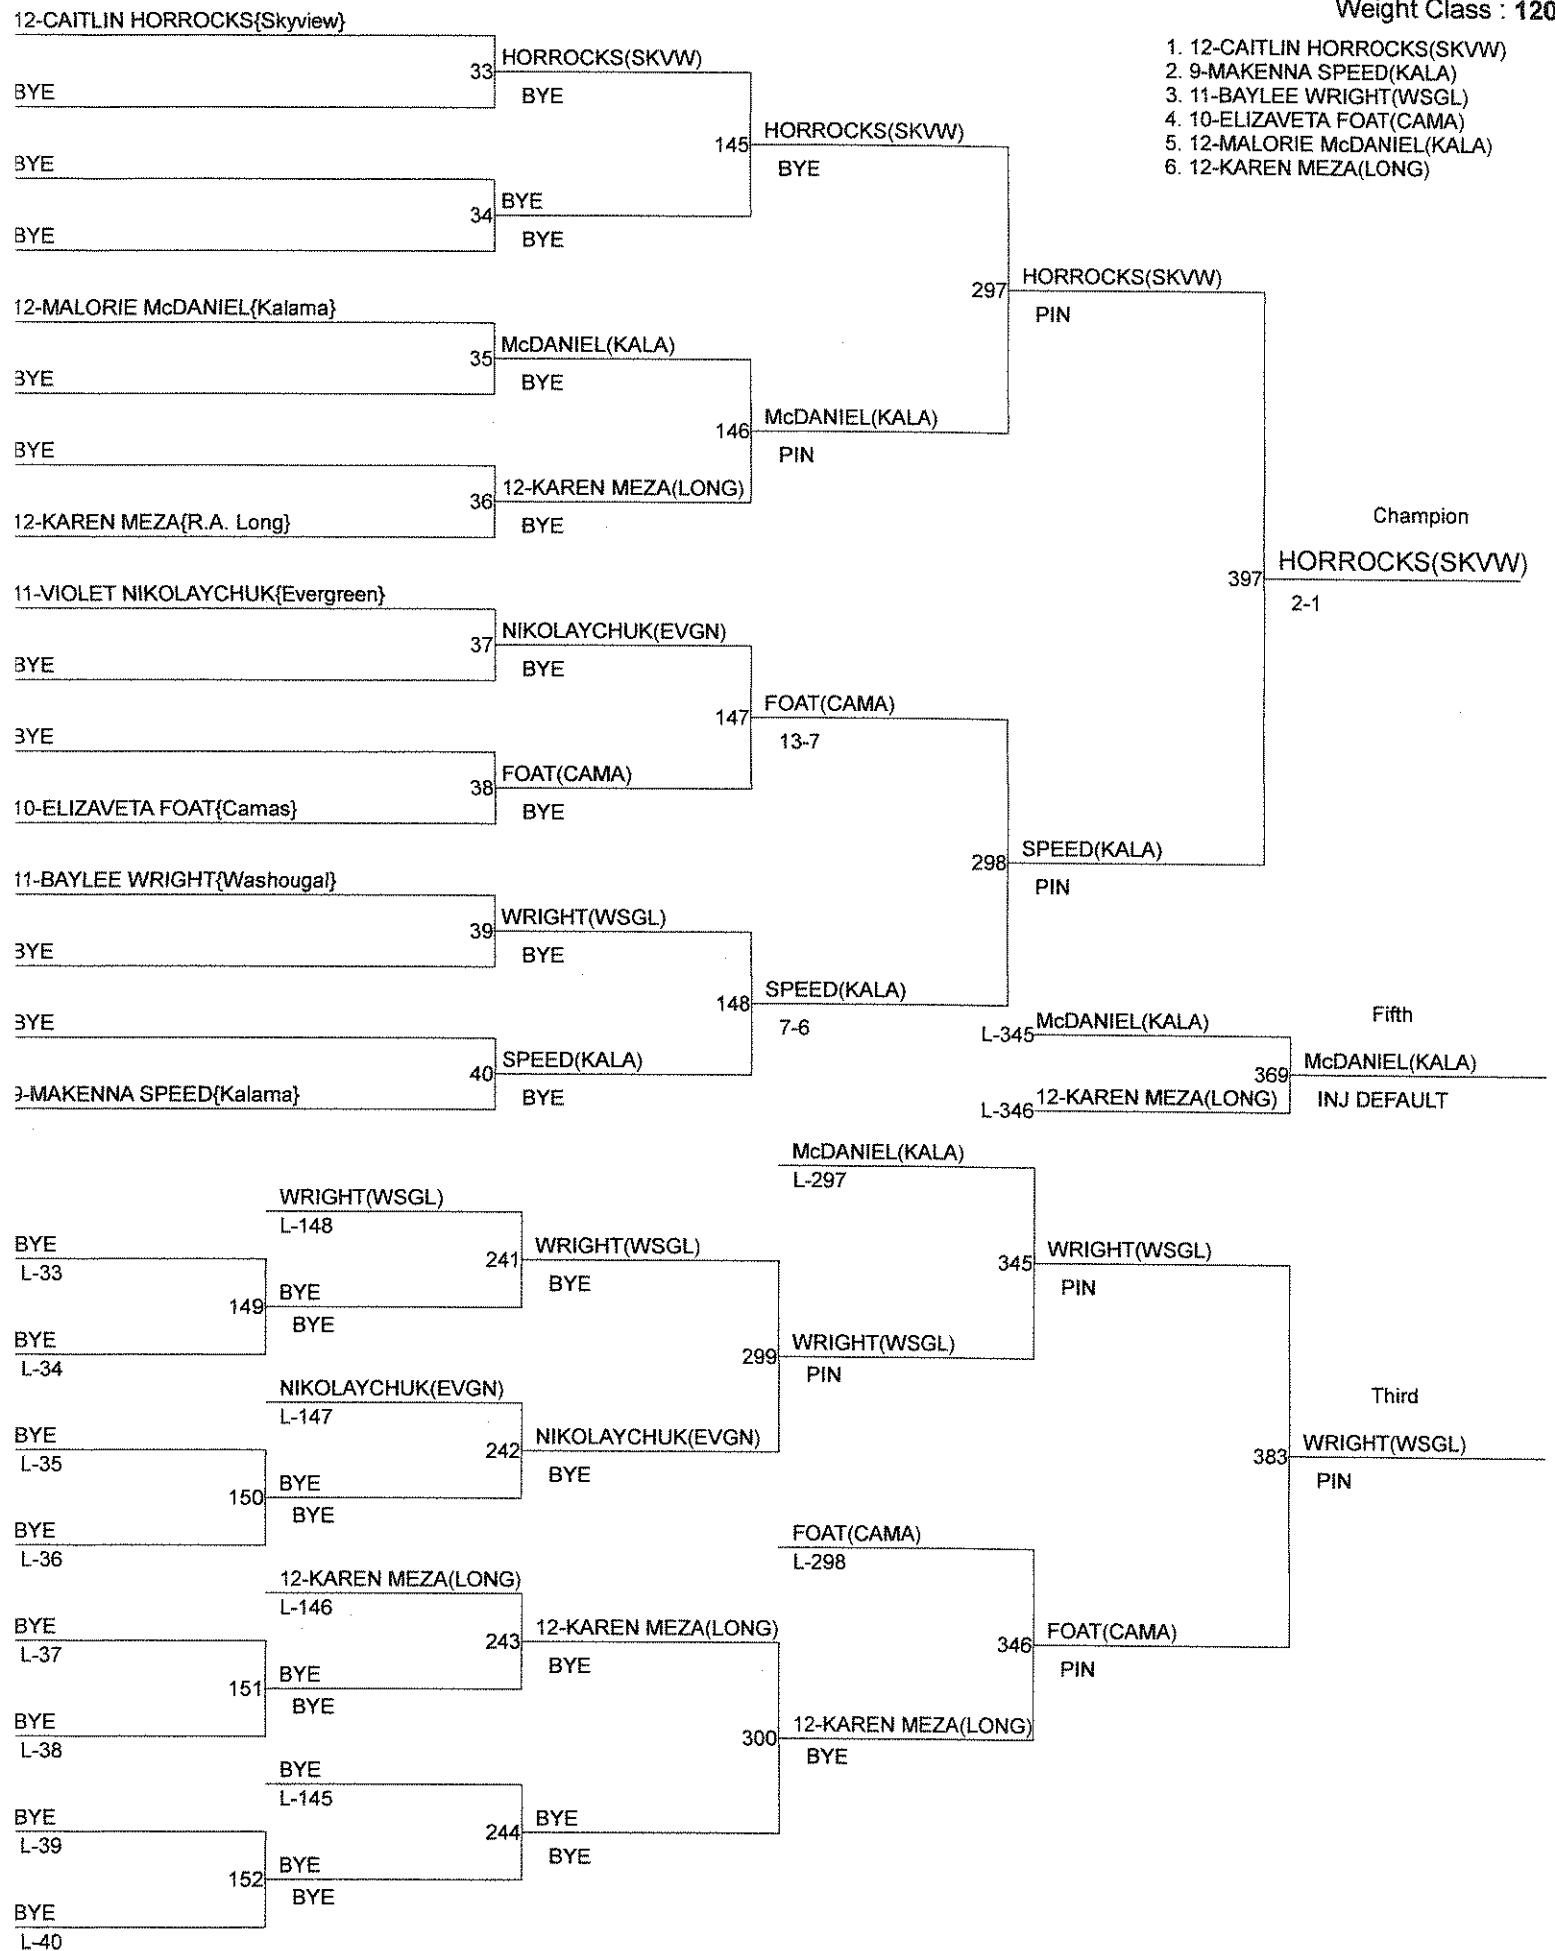 Weight Class : 120
1. 12-CAITLIN HORROCKS(SKVW)
2. 9-MAKENNA SPEED(KALA)
3. 11-BAYLEE WRIGHT(WSGL)
4. 10-ELIZAVETA FOAT(CAMA)
5. 12-MALORIE McDANIEL(KALA)
6. 12-KAREN MEZA(LONG)
12-CAITLIN HORROCKS{Skyview}
33
HORROCKS(SKVW)
BYE
BYE
145
HORROCKS(SKVW)
BYE
BYE
34
BYE
BYE
BYE
297
HORROCKS(SKVW)
PIN
12-MALORIE McDANIEL{Kalama}
35
McDANIEL(KALA)
BYE
BYE
146
McDANIEL(KALA)
PIN
BYE
36
12-KAREN MEZA(LONG)
BYE
12-KAREN MEZA{R.A. Long}
Champion
397
HORROCKS(SKVW)
2-1
11-VIOLET NIKOLAYCHUK{Evergreen}
37
NIKOLAYCHUK(EVGN)
BYE
BYE
147
FOAT(CAMA)
13-7
BYE
38
FOAT(CAMA)
BYE
10-ELIZAVETA FOAT{Camas}
298
SPEED(KALA)
PIN
11-BAYLEE WRIGHT{Washougal}
39
WRIGHT(WSGL)
BYE
BYE
148
SPEED(KALA)
7-6
BYE
40
SPEED(KALA)
BYE
9-MAKENNA SPEED{Kalama}
Fifth
L-345
McDANIEL(KALA)
369
McDANIEL(KALA)
INJ DEFAULT
L-346
12-KAREN MEZA(LONG)
McDANIEL(KALA)
L-297
WRIGHT(WSGL)
L-148
241
WRIGHT(WSGL)
BYE
345
WRIGHT(WSGL)
PIN
BYE
L-33
149
BYE
BYE
BYE
L-34
299
WRIGHT(WSGL)
PIN
NIKOLAYCHUK(EVGN)
L-147
242
NIKOLAYCHUK(EVGN)
BYE
Third
383
WRIGHT(WSGL)
PIN
BYE
L-35
150
BYE
BYE
BYE
L-36
FOAT(CAMA)
L-298
12-KAREN MEZA(LONG)
L-146
243
12-KAREN MEZA(LONG)
BYE
346
FOAT(CAMA)
PIN
BYE
L-37
151
BYE
BYE
BYE
L-38
300
12-KAREN MEZA(LONG)
BYE
BYE
L-145
244
BYE
BYE
BYE
L-39
152
BYE
BYE
BYE
L-40